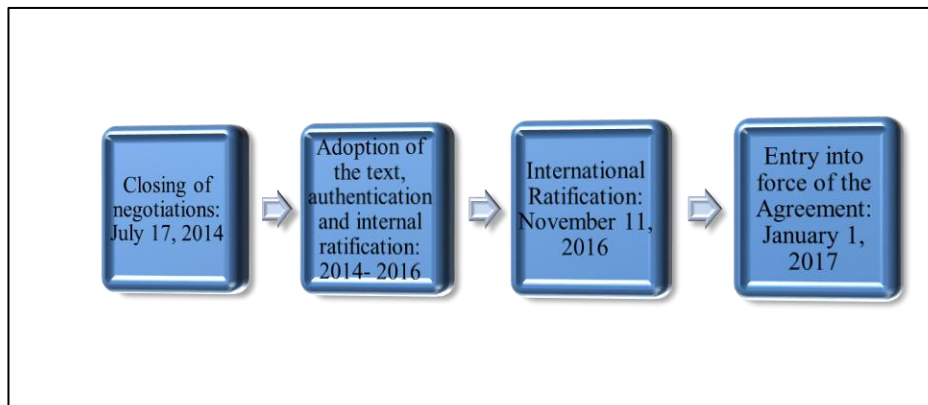 Closing of
negotiations:
July 17, 2014
Adoption of
the text,
authentication
and internal
ratification:
2014- 2016
International
Ratification:
November 11,
2016
Entry into
force of the
Agreement:
January 1,
2017